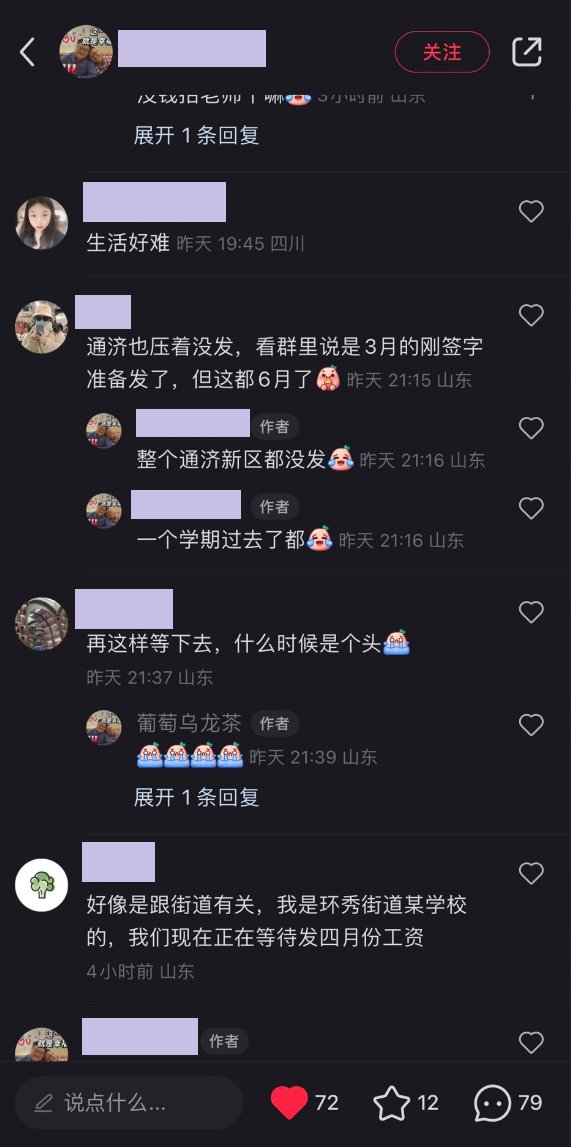 关注
没钱招老师干嘛 3小时前 山东
展开 1 条回复
生活好难 昨天 19:45 四川
通济也压着没发，看群里说是3月的刚签字
准备发了，但这都6月了 昨天 21:15 山东
作者
整个通济新区都没发 昨天 21:16 山东
作者
一个学期过去了都 昨天 21:16 山东
再这样等下去，什么时候是个头
昨天 21:37 山东
葡萄乌龙茶 作者
昨天 21:39 山东
展开 1 条回复
好像是跟街道有关，我是环秀街道某学校
的，我们现在正在等待发四月份工资
4小时前 山东
作者
说点什么... 72 12 79